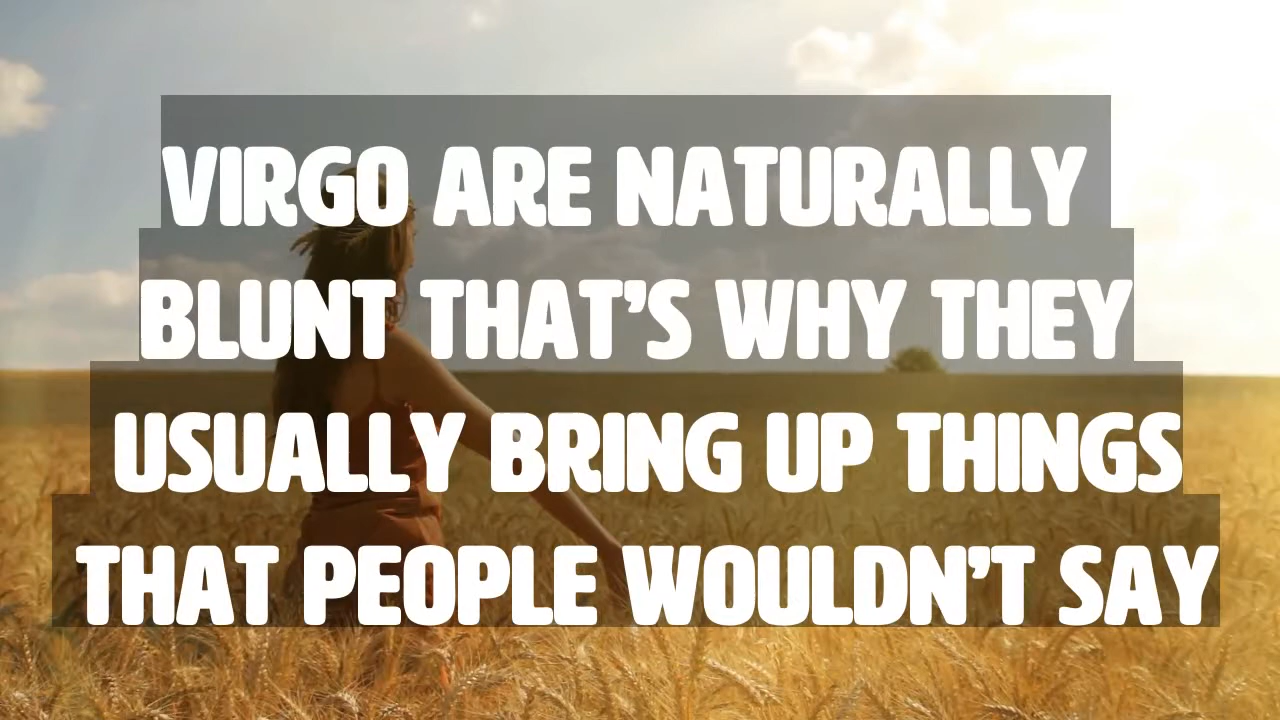 VIRGO ARE NATURALLY
BLUNT THAT'S WHY THEY
USUALLY BRING UP THINGS
THAT PEOPLE WOULDN'T SAY